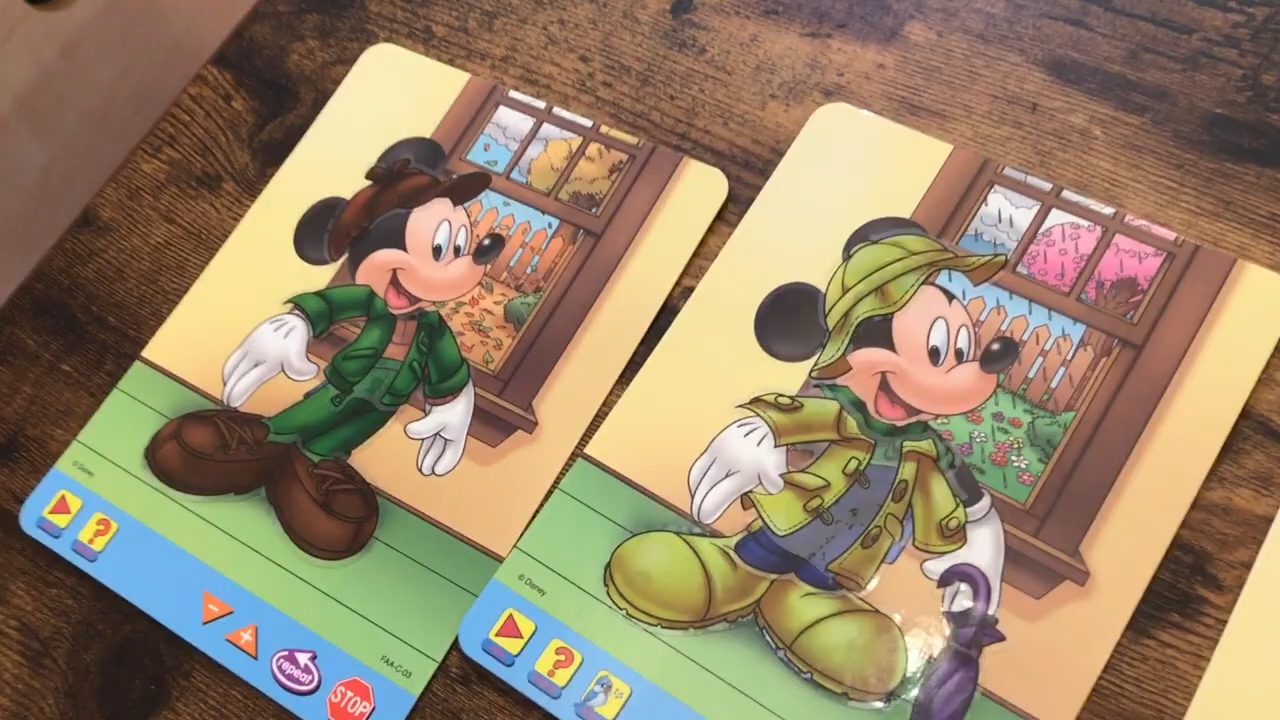 © Disney
?
-
+
repeat
STOP
FAA-C-03
© Disney
?